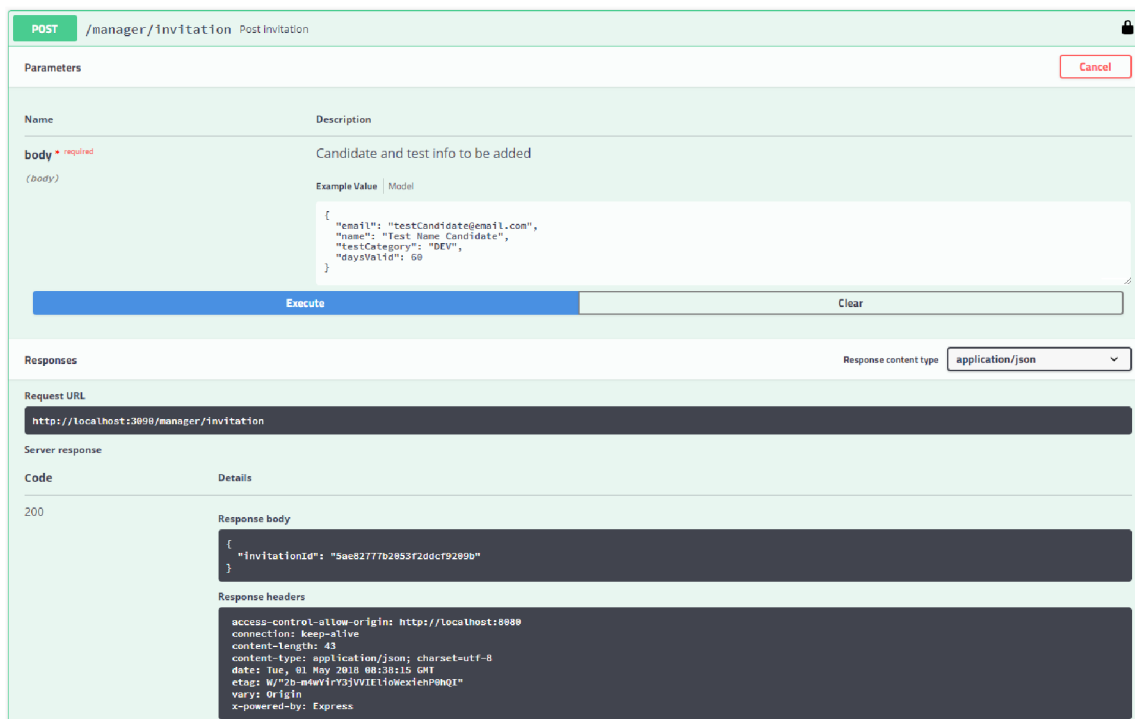 POST /manager/invitation Post invitation
Parameters Cancel
Name Description
body * required Candidate and test info to be added
(body)
Example Value Model
{
"email": "testCandidate@email.com",
"name": "Test Name Candidate",
"testCategory": "DEV",
"daysValid": 60
}
Execute Clear
Responses Response content type application/json
Request URL
http://localhost:3090/manager/invitation
Server response
Code Details
200
Response body
{
"invitationId": "5ae82777b2053f2ddcf9209b"
}
Response headers
access-control-allow-origin: http://localhost:8080
connection: keep-alive
content-length: 43
content-type: application/json; charset=utf-8
date: Tue, 01 May 2018 08:38:15 GMT
etag: W/"2b-m4wYirY3jVVIElioWexiehP0hQI"
vary: Origin
x-powered-by: Express